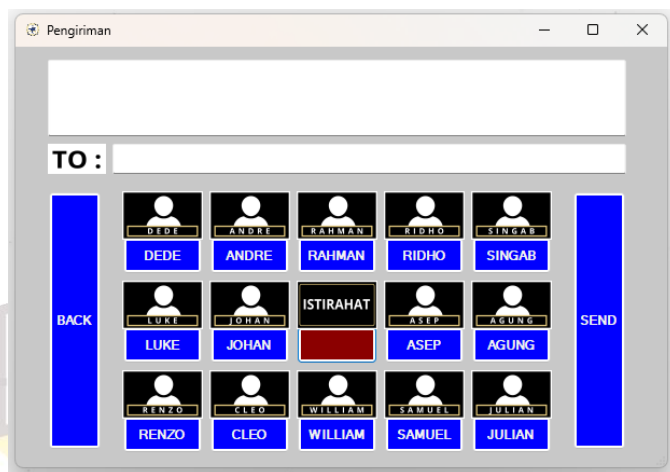 Pengiriman
TO :
DEDE ANDRE RAHMAN RIDHO SINGAB
DEDE ANDRE RAHMAN RIDHO SINGAB
LUKE JOHAN ISTIRAHAT ASEP AGUNG
BACK LUKE JOHAN ASEP AGUNG SEND
RENZO CLEO WILLIAM SAMUEL JULIAN
RENZO CLEO WILLIAM SAMUEL JULIAN